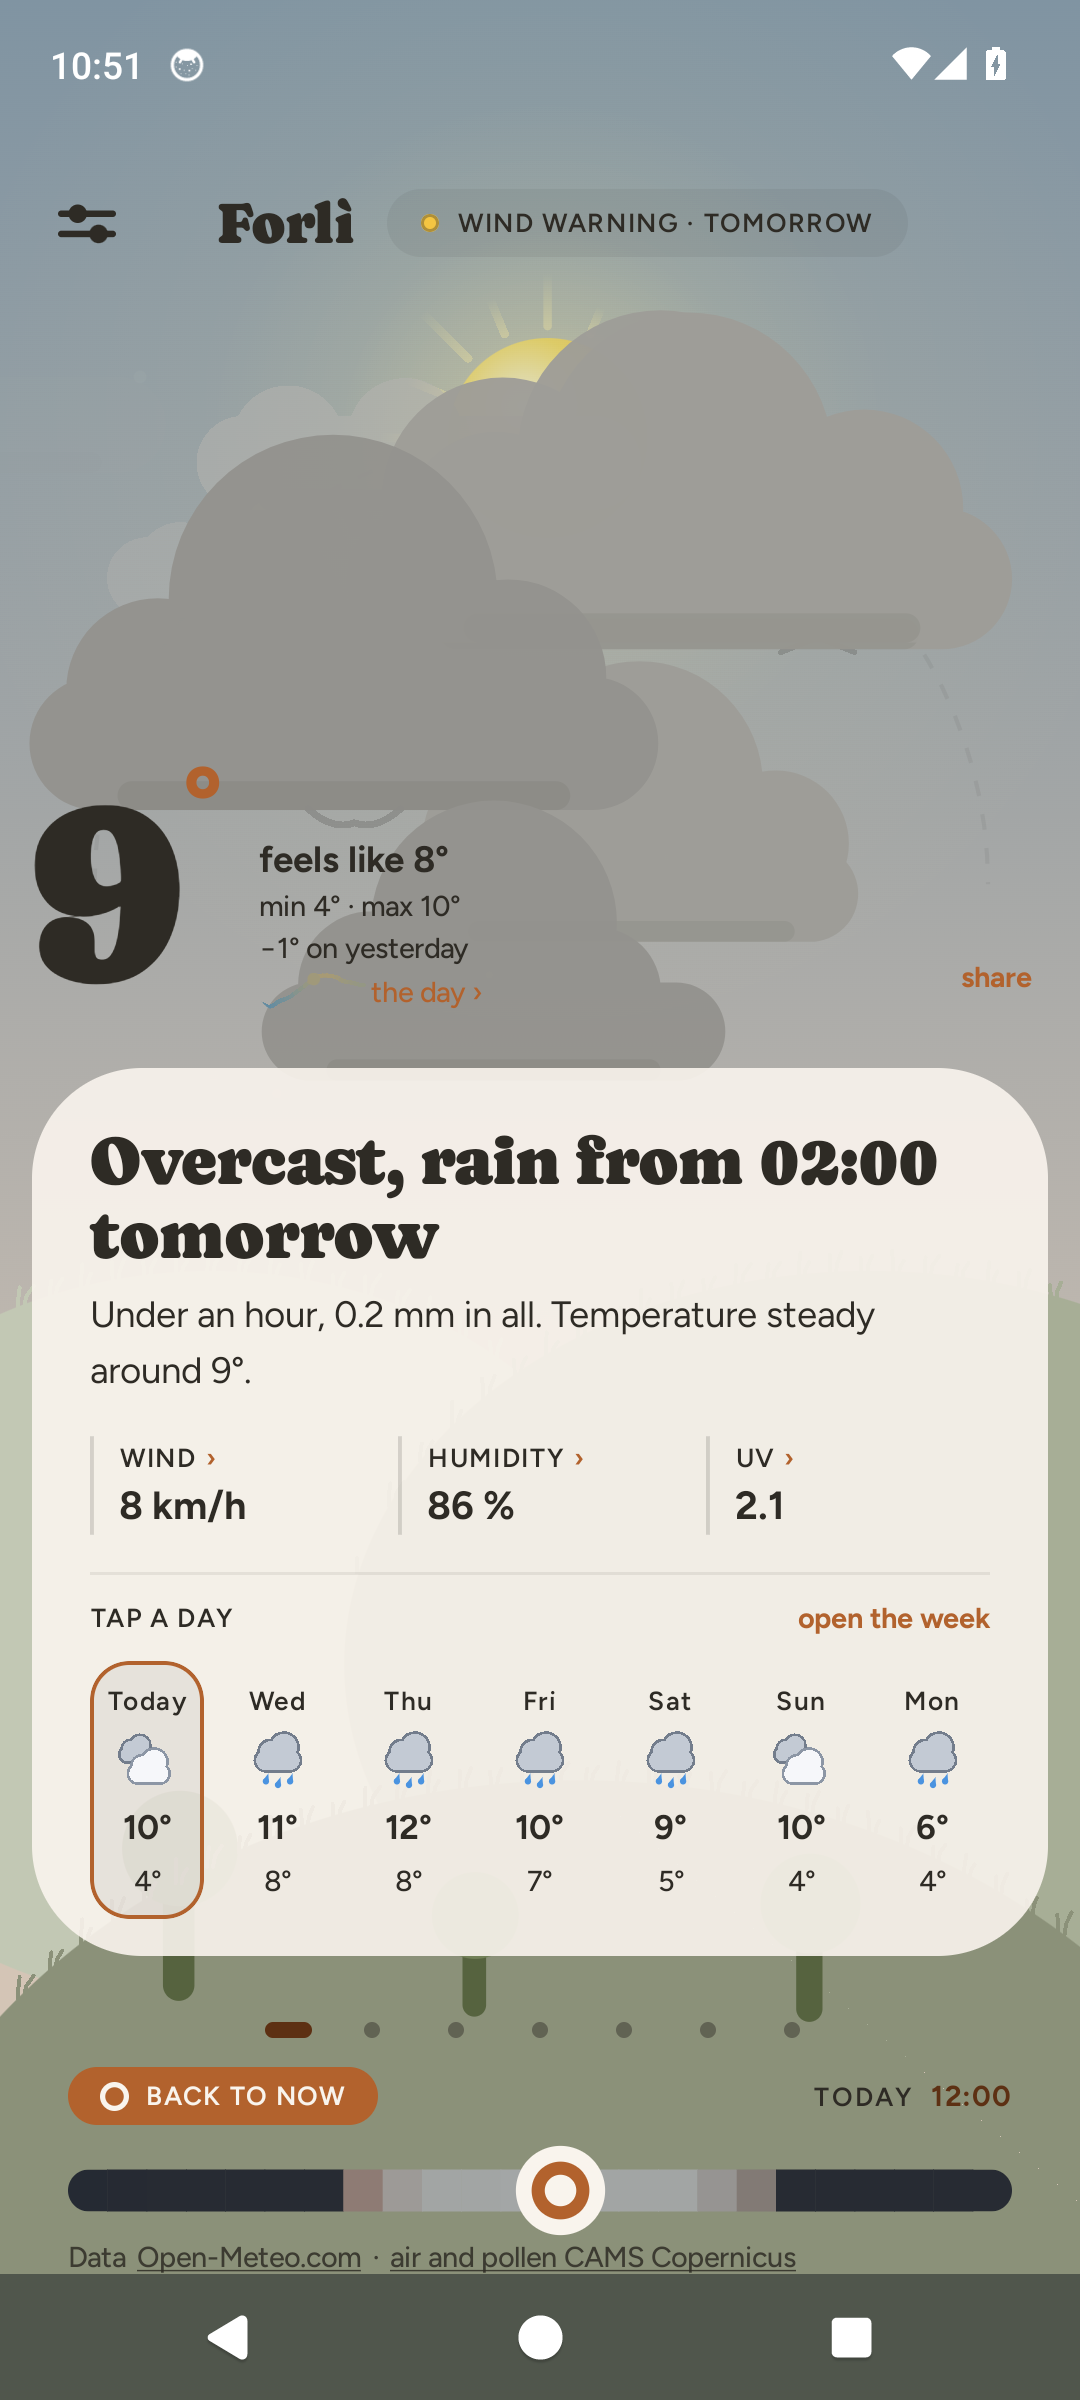 10:51
Forlì
WIND WARNING · TOMORROW
9
feels like 8°
min 4° · max 10°
−1° on yesterday
the day ›
share
Overcast, rain from 02:00
tomorrow
Under an hour, 0.2 mm in all. Temperature steady
around 9°.
WIND › HUMIDITY › UV ›
8 km/h 86 % 2.1
TAP A DAY open the week
Today Wed Thu Fri Sat Sun Mon
10° 11° 12° 10° 9° 10° 6°
4° 8° 8° 7° 5° 4° 4°
BACK TO NOW TODAY 12:00
Data Open-Meteo.com · air and pollen CAMS Copernicus